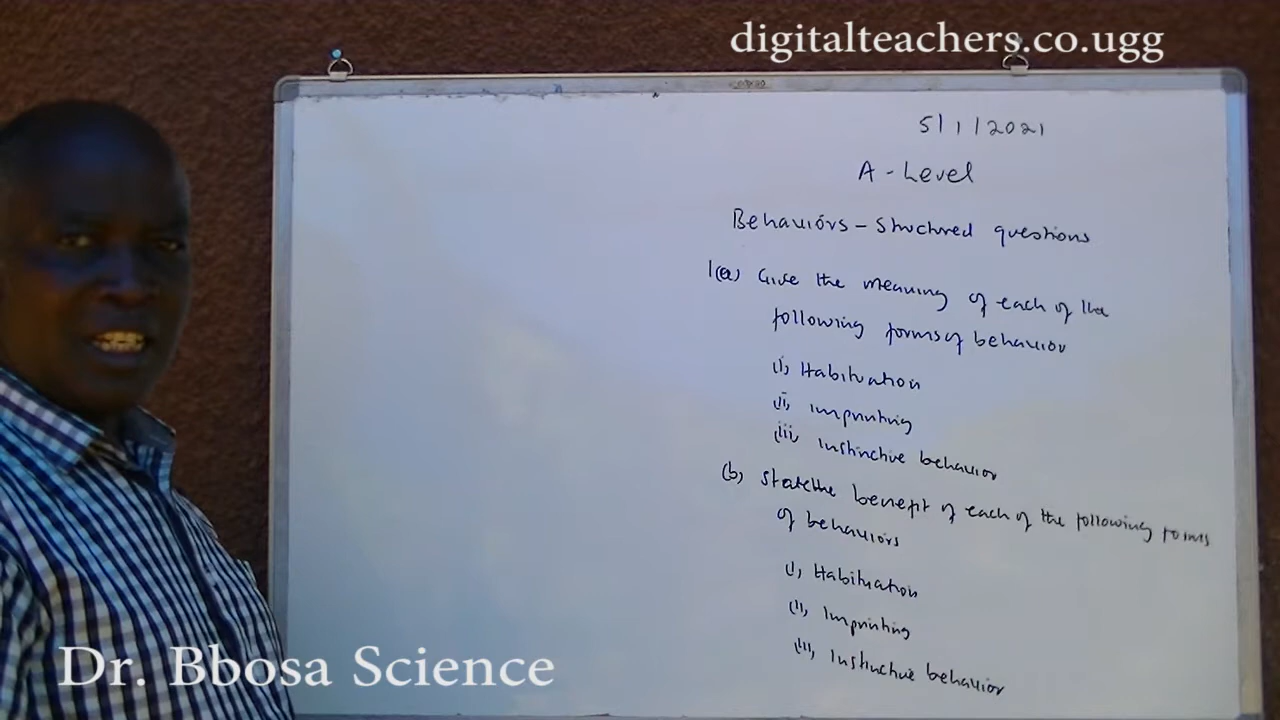 digitalteachers.co.ugg
5/1/2021
A - Level
Behaviors - Structured questions
1(a) Give the meaning of each of the
following forms of behavior
(i) Habituation
(ii) imprinting
(iii) instinctive behavior
(b) State the benefit of each of the following forms
of behaviors
(i) Habituation
(ii) Imprinting
(iii) Instinctive behavior
Dr. Bbosa Science